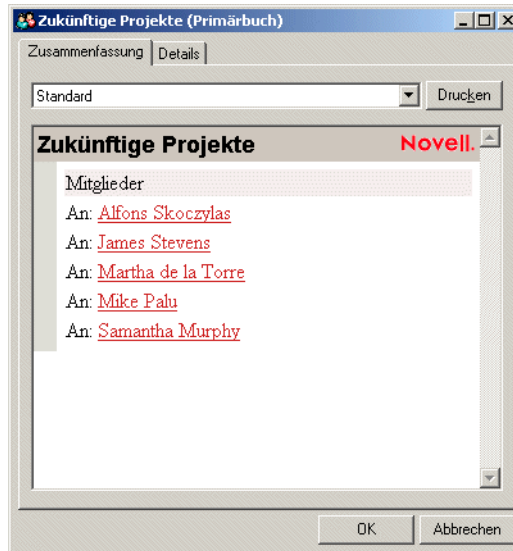 Zukünftige Projekte (Primärbuch)
Zusammenfassung Details
Standard Drucken
Zukünftige Projekte Novell.
Mitglieder
An: Alfons Skoczylas
An: James Stevens
An: Martha de la Torre
An: Mike Palu
An: Samantha Murphy
OK Abbrechen